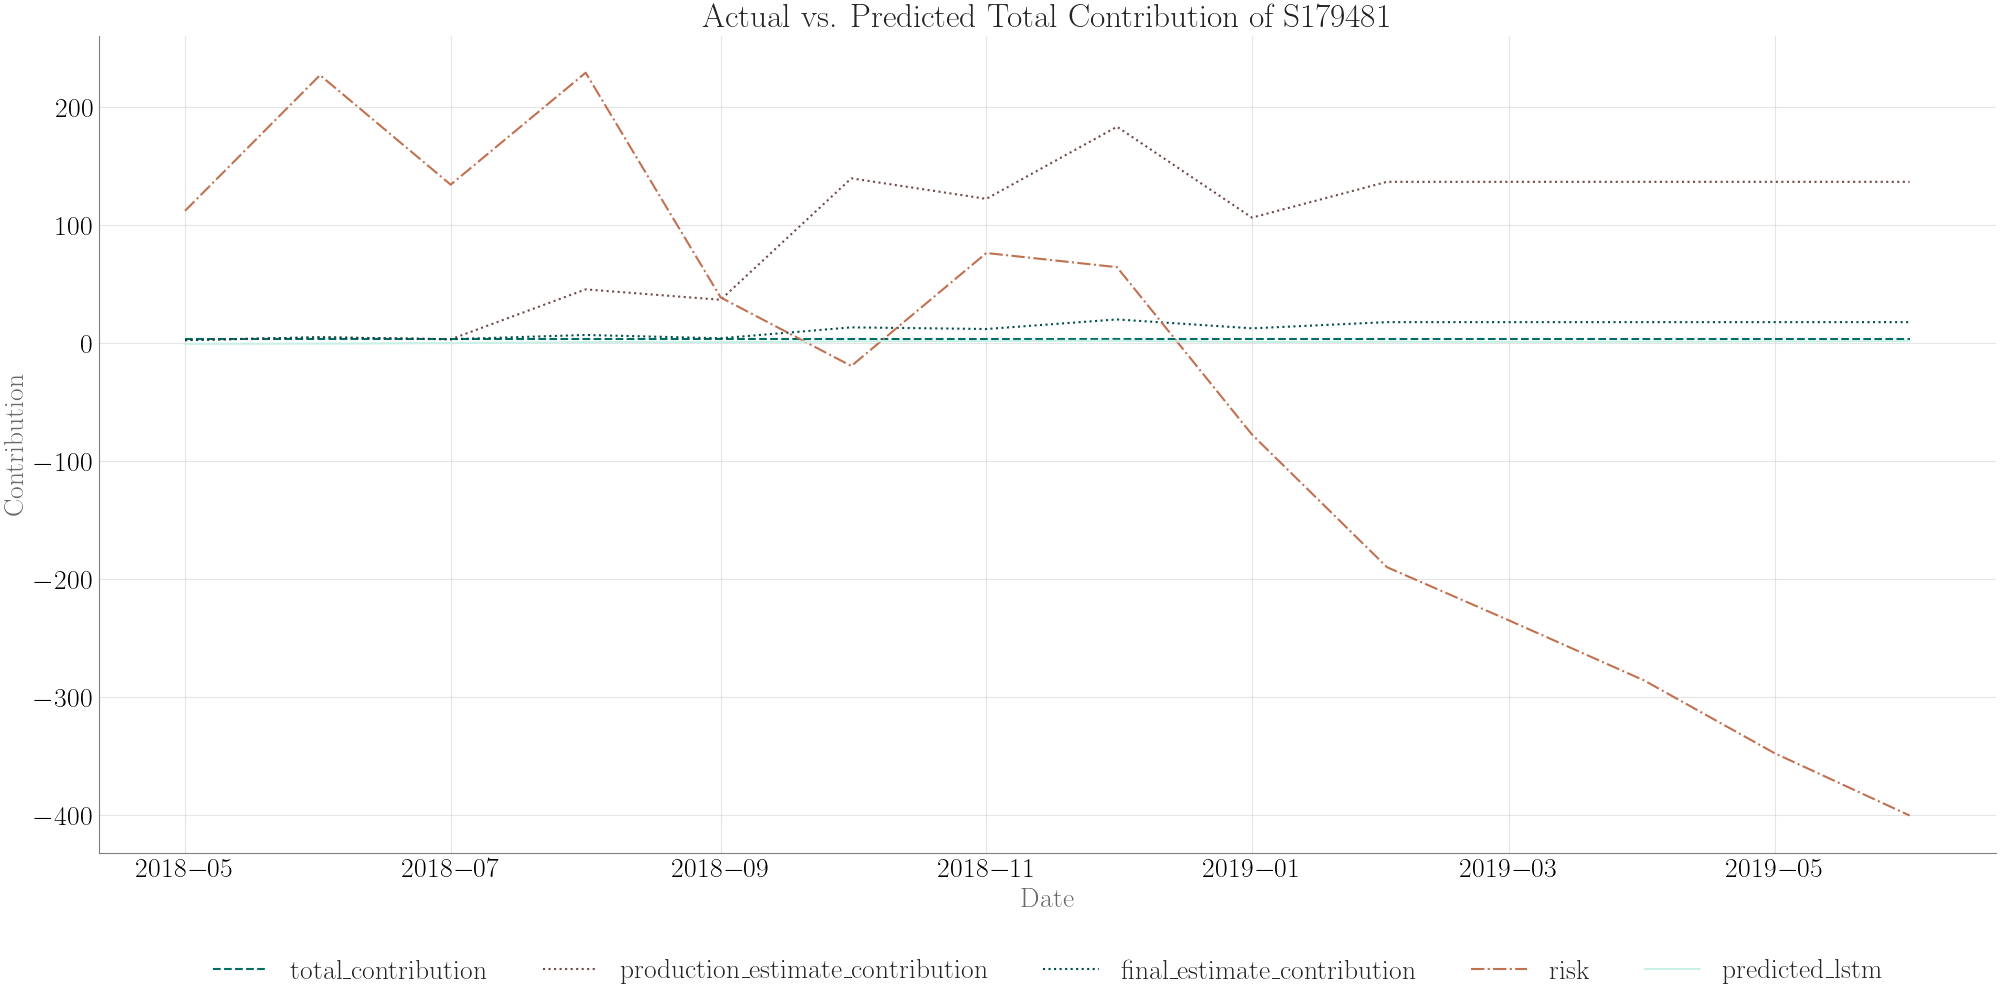 Actual vs. Predicted Total Contribution of S179481
200
100
0
−100
−200
−300
−400
Contribution
2018−05 2018−07 2018−09 2018−11 2019−01 2019−03 2019−05
Date
total_contribution production_estimate_contribution final_estimate_contribution risk predicted_lstm